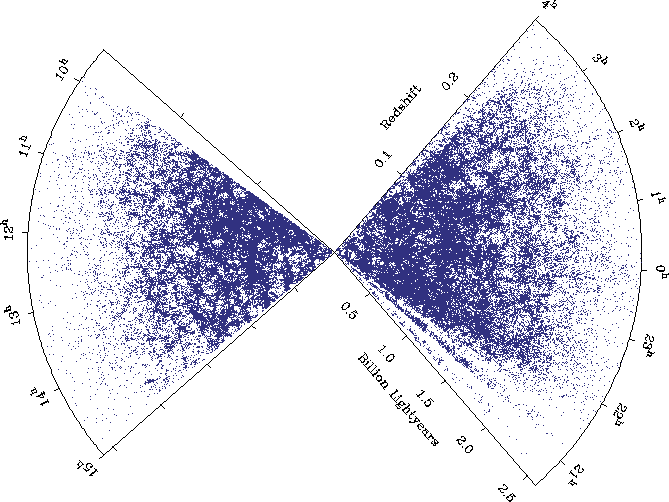 10h
11h
12h
13h
14h
15h
Redshift
0.1
0.2
4h
3h
2h
1h
0h
23h
22h
21h
0.5
1.0
1.5
2.0
2.5
Billion Lightyears